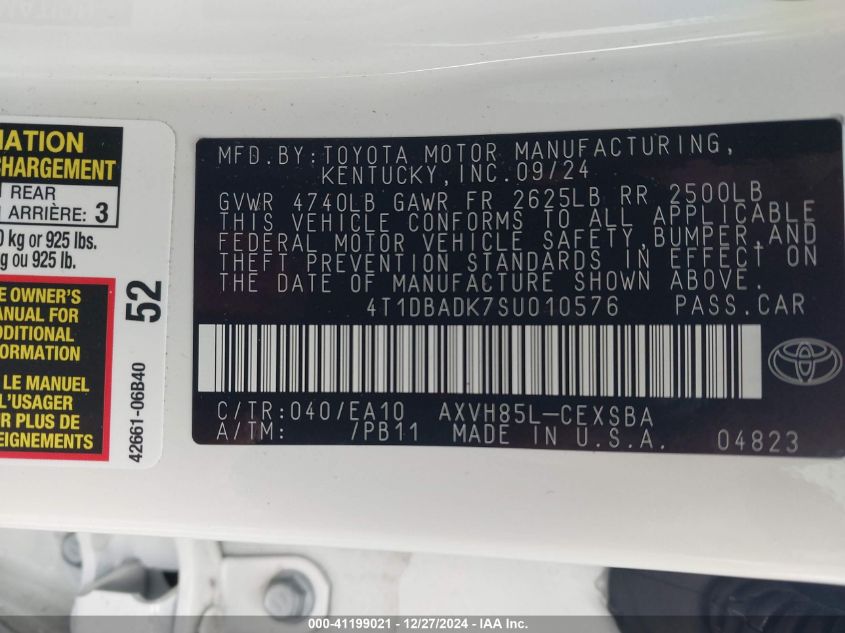 MATION
CHARGEMENT
REAR
ARRIÈRE: 3
0 kg or 925 lbs.
g ou 925 lb.
E OWNER'S
MANUAL FOR
DDITIONAL
FORMATION
LE MANUEL
L'USAGER
R PLUS DE
52
42661-06B40
MFD.BY:TOYOTA MOTOR MANUFACTURING,
KENTUCKY,INC.09/24
GVWR 4740LB GAWR FR 2625LB RR 2500LB
THIS VEHICLE CONFORMS TO ALL APPLICABLE
FEDERAL MOTOR VEHICLE SAFETY,BUMPER,AND
THEFT PREVENTION STANDARDS IN EFFECT ON
THE DATE OF MANUFACTURE SHOWN ABOVE.
4T1DBADK7SU010576 PASS.CAR
C/TR:040/EA10 AXVH85L-CEXSBA
A/TM: /PB11 MADE IN U.S.A. 04823
000-41199021 - 12/27/2024 - IAA Inc.